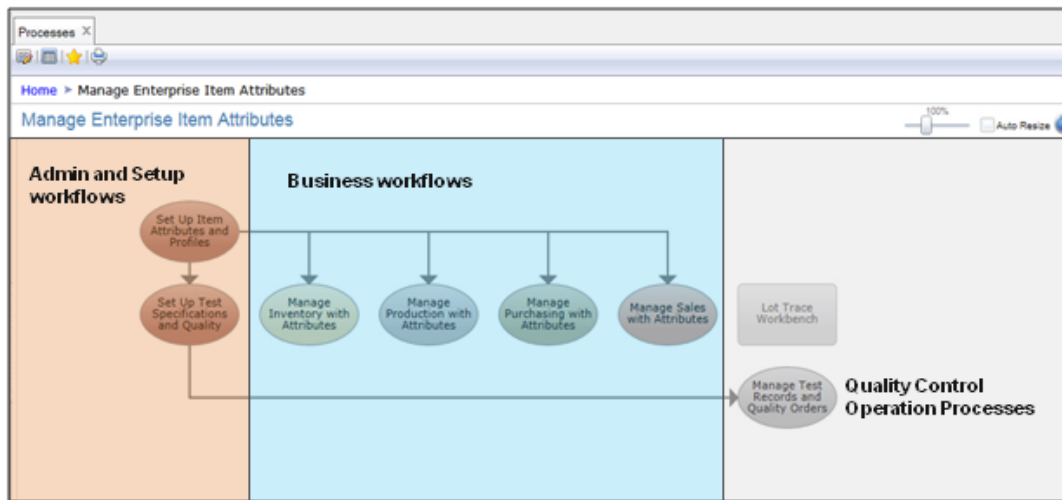 Processes X
Home ► Manage Enterprise Item Attributes
Manage Enterprise Item Attributes
100%
Auto Resize
Admin and Setup
workflows
Business workflows
Set Up Item
Attributes and
Profiles
Set Up Test
Specifications
and Quality
Manage
Inventory with
Attributes
Manage
Production with
Attributes
Manage
Purchasing with
Attributes
Manage Sales
with Attributes
Lot Trace
Workbench
Manage Test
Records and
Quality Orders
Quality Control
Operation Processes